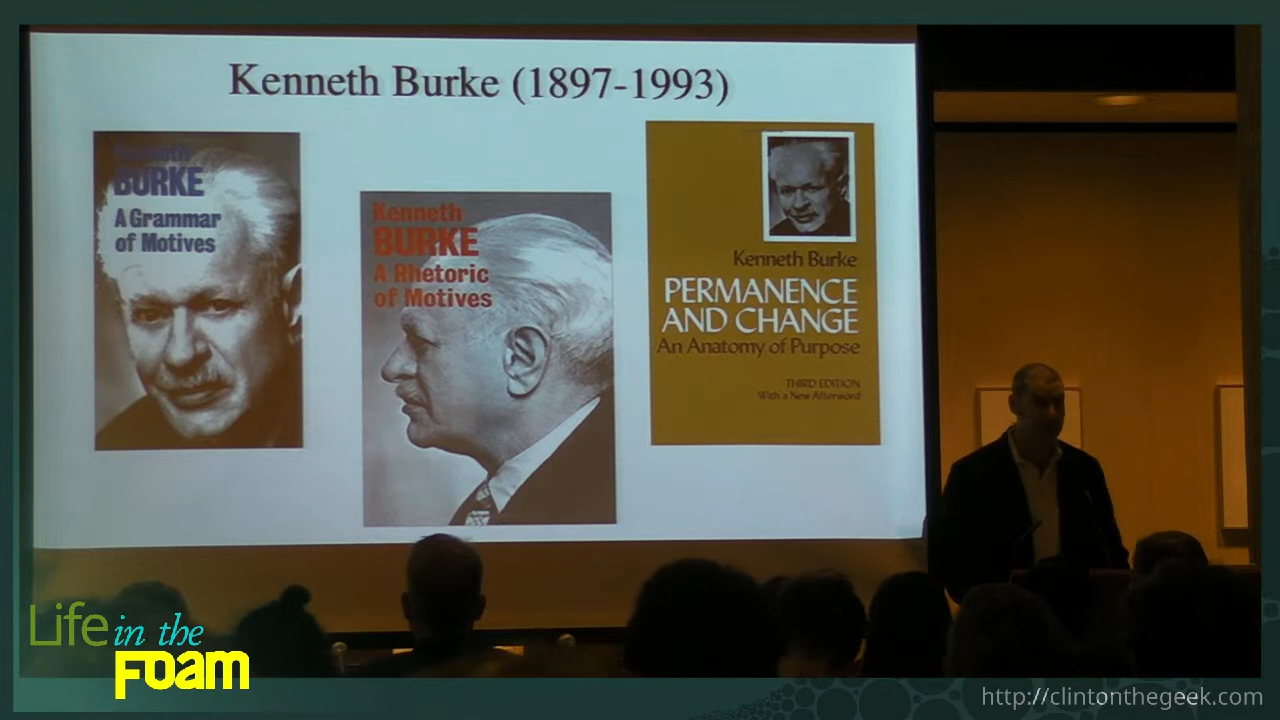 Kenneth Burke (1897-1993)
Kenneth
BURKE
A Grammar
of Motives
Kenneth
BURKE
A Rhetoric
of Motives
Kenneth Burke
PERMANENCE
AND CHANGE
An Anatomy of Purpose
THIRD EDITION
With a New Afterword
Life in the
FOAM
http://clintonthegeek.com